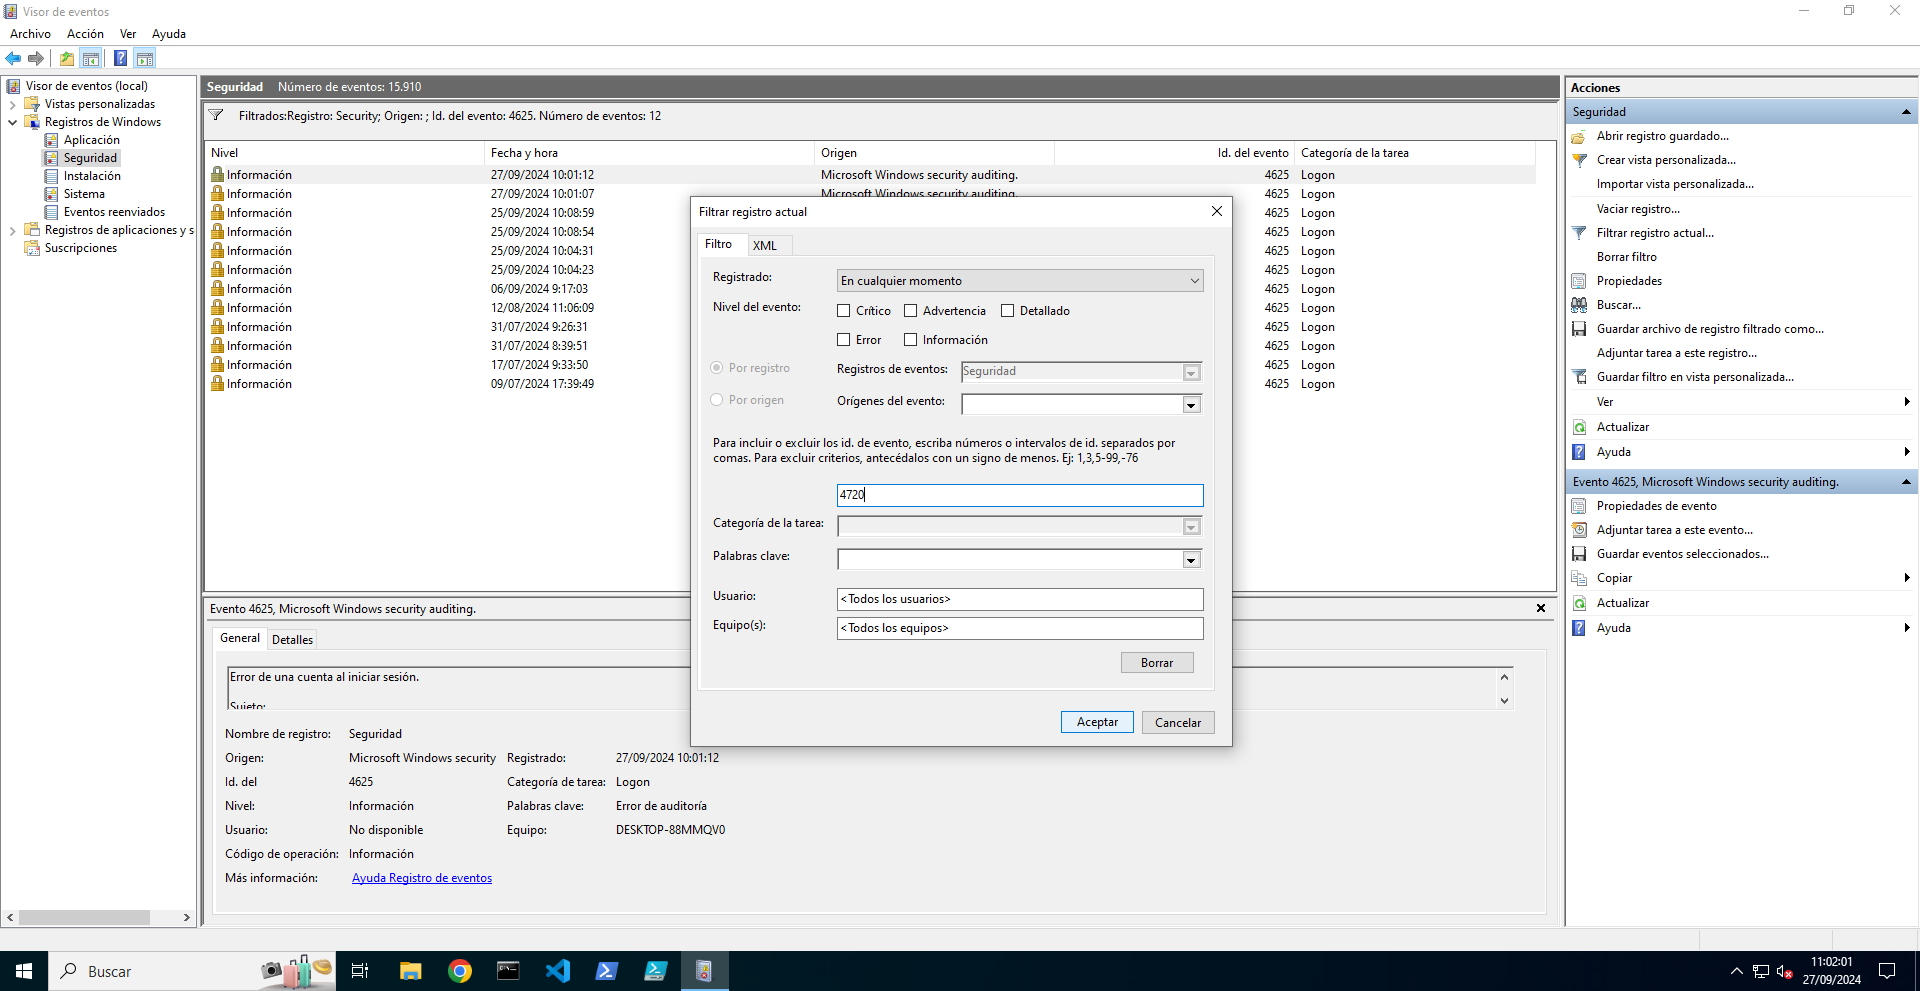 Visor de eventos
Archivo Acción Ver Ayuda
Visor de eventos (local)
Vistas personalizadas
Registros de Windows
Aplicación
Seguridad
Instalación
Sistema
Eventos reenviados
Registros de aplicaciones y s
Suscripciones
Seguridad Número de eventos: 15.910
Filtrados:Registro: Security; Origen: ; Id. del evento: 4625. Número de eventos: 12
Nivel Fecha y hora Origen Id. del evento Categoría de la tarea
Información 27/09/2024 10:01:12 Microsoft Windows security auditing. 4625 Logon
Información 27/09/2024 10:01:07 Microsoft Windows security auditing. 4625 Logon
Información 25/09/2024 10:08:59 4625 Logon
Información 25/09/2024 10:08:54 4625 Logon
Información 25/09/2024 10:04:31 4625 Logon
Información 25/09/2024 10:04:23 4625 Logon
Información 06/09/2024 9:17:03 4625 Logon
Información 12/08/2024 11:06:09 4625 Logon
Información 31/07/2024 9:26:31 4625 Logon
Información 31/07/2024 8:39:51 4625 Logon
Información 17/07/2024 9:33:50 4625 Logon
Información 09/07/2024 17:39:49 4625 Logon
Filtrar registro actual
Filtro XML
Registrado: En cualquier momento
Nivel del evento: Crítico Advertencia Detallado
Error Información
Por registro Registros de eventos: Seguridad
Por origen Orígenes del evento:
Para incluir o excluir los id. de evento, escriba números o intervalos de id. separados por
comas. Para excluir criterios, antecédalos con un signo de menos. Ej: 1,3,5-99,-76
4720
Categoría de la tarea:
Palabras clave:
Usuario: <Todos los usuarios>
Equipo(s): <Todos los equipos>
Borrar
Aceptar Cancelar
Evento 4625, Microsoft Windows security auditing.
General Detalles
Error de una cuenta al iniciar sesión.
Sujeto:
Nombre de registro: Seguridad
Origen: Microsoft Windows security Registrado: 27/09/2024 10:01:12
Id. del 4625 Categoría de tarea: Logon
Nivel: Información Palabras clave: Error de auditoría
Usuario: No disponible Equipo: DESKTOP-88MMQV0
Código de operación: Información
Más información: Ayuda Registro de eventos
Acciones
Seguridad
Abrir registro guardado...
Crear vista personalizada...
Importar vista personalizada...
Vaciar registro...
Filtrar registro actual...
Borrar filtro
Propiedades
Buscar...
Guardar archivo de registro filtrado como...
Adjuntar tarea a este registro...
Guardar filtro en vista personalizada...
Ver
Actualizar
Ayuda
Evento 4625, Microsoft Windows security auditing.
Propiedades de evento
Adjuntar tarea a este evento...
Guardar eventos seleccionados...
Copiar
Actualizar
Ayuda
Buscar
11:02:01
27/09/2024